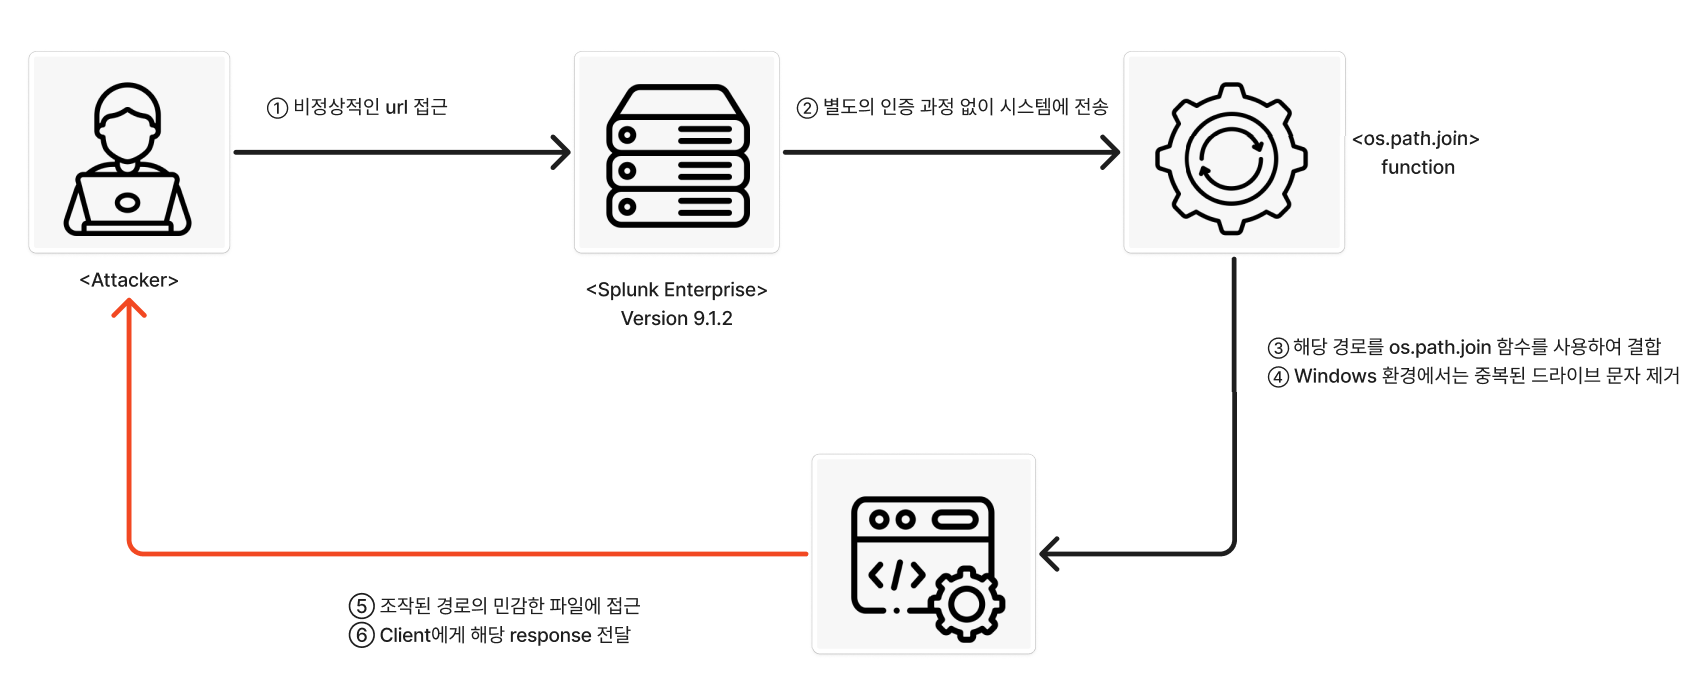 ① 비정상적인 url 접근
② 별도의 인증 과정 없이 시스템에 전송
<os.path.join>
function
<Attacker>
<Splunk Enterprise>
Version 9.1.2
③ 해당 경로를 os.path.join 함수를 사용하여 결합
④ Windows 환경에서는 중복된 드라이브 문자 제거
</>
⑤ 조작된 경로의 민감한 파일에 접근
⑥ Client에게 해당 response 전달